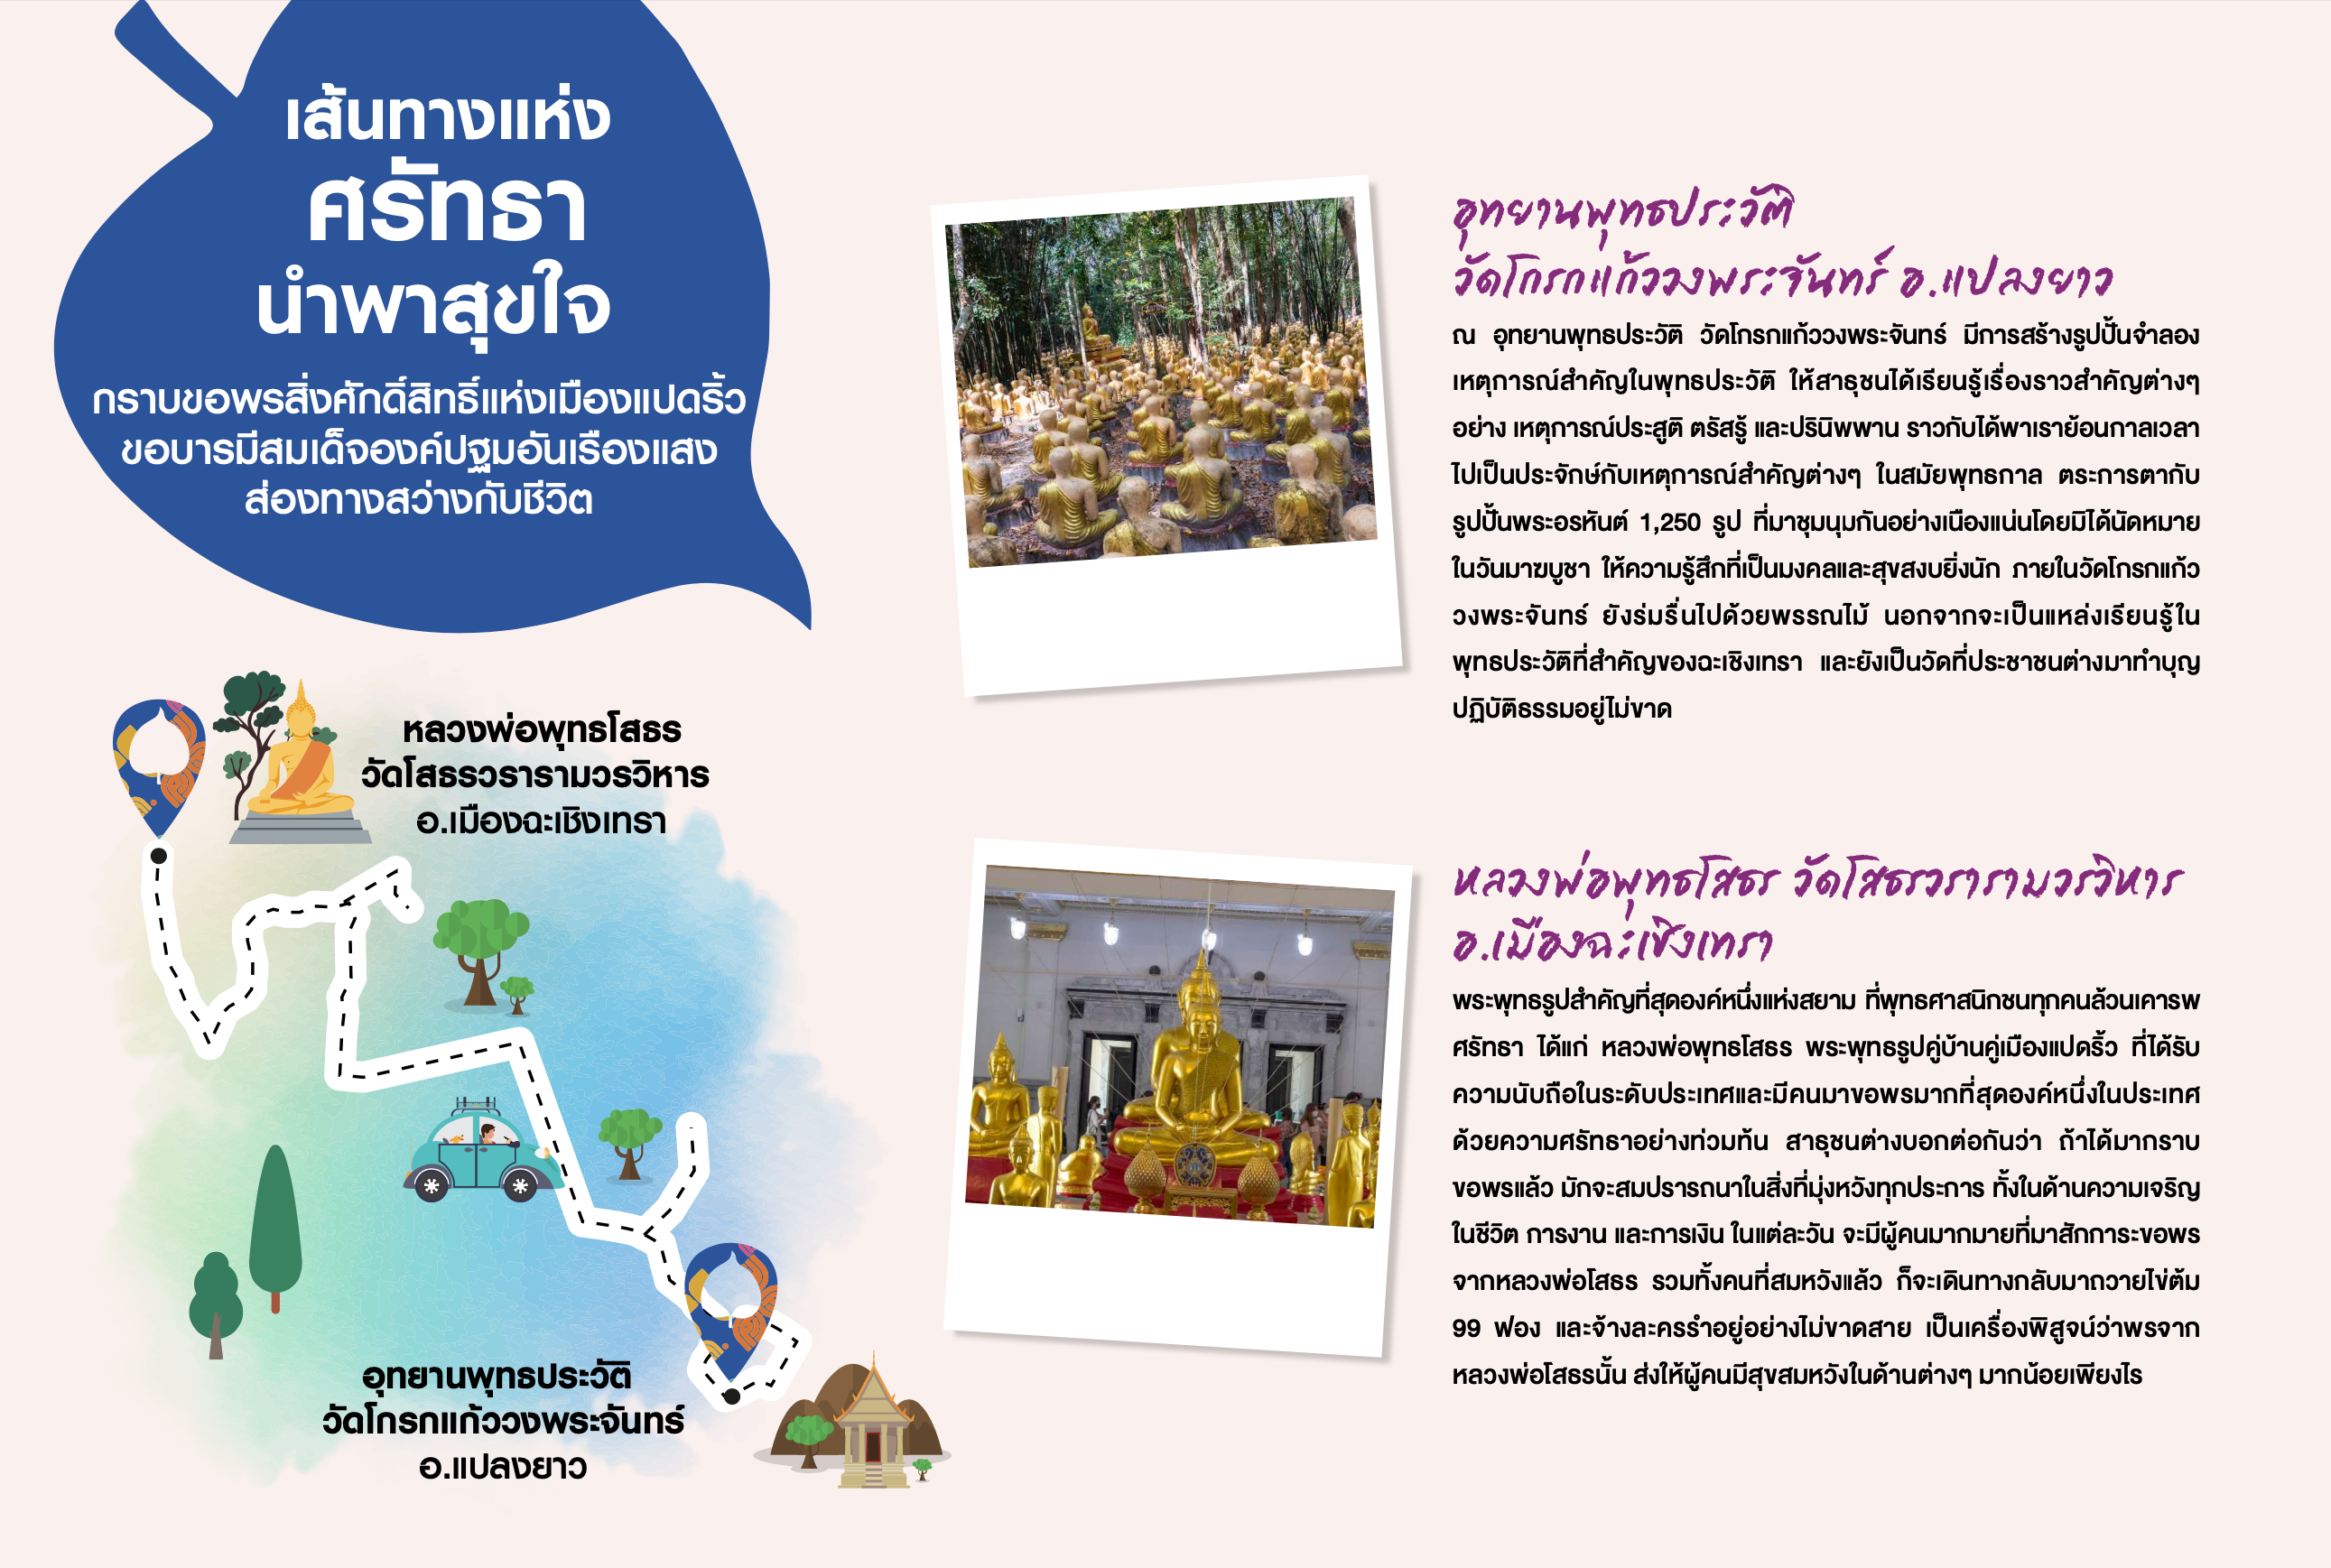 เส้นทางแห่ง
ศรัทธา
นำพาสุขใจ
กราบขอพรสิ่งศักดิ์สิทธิ์แห่งเมืองแปดริ้ว
ขอบารมีสมเด็จองค์ปฐมอันเรืองแสง
ส่องทางสว่างกับชีวิต
หลวงพ่อพุทธโสธร
วัดโสธรวรารามวรวิหาร
อ.เมืองฉะเชิงเทรา
อุทยานพุทธประวัติ
วัดโกรกแก้ววงพระจันทร์
อ.แปลงยาว
อุทยานพุทธประวัติ
วัดโกรกแก้ววงพระจันทร์ อ.แปลงยาว
ณ อุทยานพุทธประวัติ วัดโกรกแก้ววงพระจันทร์ มีการสร้างรูปปั้นจำลอง
เหตุการณ์สำคัญในพุทธประวัติ ให้สาธุชนได้เรียนรู้เรื่องราวสำคัญต่างๆ
อย่าง เหตุการณ์ประสูติ ตรัสรู้ และปรินิพพาน ราวกับได้พาเราย้อนกาลเวลา
ไปเป็นประจักษ์กับเหตุการณ์สำคัญต่างๆ ในสมัยพุทธกาล ตระการตากับ
รูปปั้นพระอรหันต์ 1,250 รูป ที่มาชุมนุมกันอย่างเนืองแน่นโดยมิได้นัดหมาย
ในวันมาฆบูชา ให้ความรู้สึกที่เป็นมงคลและสุขสงบยิ่งนัก ภายในวัดโกรกแก้ว
วงพระจันทร์ ยังร่มรื่นไปด้วยพรรณไม้ นอกจากจะเป็นแหล่งเรียนรู้ใน
พุทธประวัติที่สำคัญของฉะเชิงเทรา และยังเป็นวัดที่ประชาชนต่างมาทำบุญ
ปฏิบัติธรรมอยู่ไม่ขาด
หลวงพ่อพุทธโสธร วัดโสธรวรารามวรวิหาร
อ.เมืองฉะเชิงเทรา
พระพุทธรูปสำคัญที่สุดองค์หนึ่งแห่งสยาม ที่พุทธศาสนิกชนทุกคนล้วนเคารพ
ศรัทธา ได้แก่ หลวงพ่อพุทธโสธร พระพุทธรูปคู่บ้านคู่เมืองแปดริ้ว ที่ได้รับ
ความนับถือในระดับประเทศและมีคนมาขอพรมากที่สุดองค์หนึ่งในประเทศ
ด้วยความศรัทธาอย่างท่วมท้น สาธุชนต่างบอกต่อกันว่า ถ้าได้มากราบ
ขอพรแล้ว มักจะสมปรารถนาในสิ่งที่มุ่งหวังทุกประการ ทั้งในด้านความเจริญ
ในชีวิต การงาน และการเงิน ในแต่ละวัน จะมีผู้คนมากมายที่มาสักการะขอพร
จากหลวงพ่อโสธร รวมทั้งคนที่สมหวังแล้ว ก็จะเดินทางกลับมาถวายไข่ต้ม
99 ฟอง และจ้างละครรำอยู่อย่างไม่ขาดสาย เป็นเครื่องพิสูจน์ว่าพรจาก
หลวงพ่อโสธรนั้น ส่งให้ผู้คนมีสุขสมหวังในด้านต่างๆ มากน้อยเพียงไร